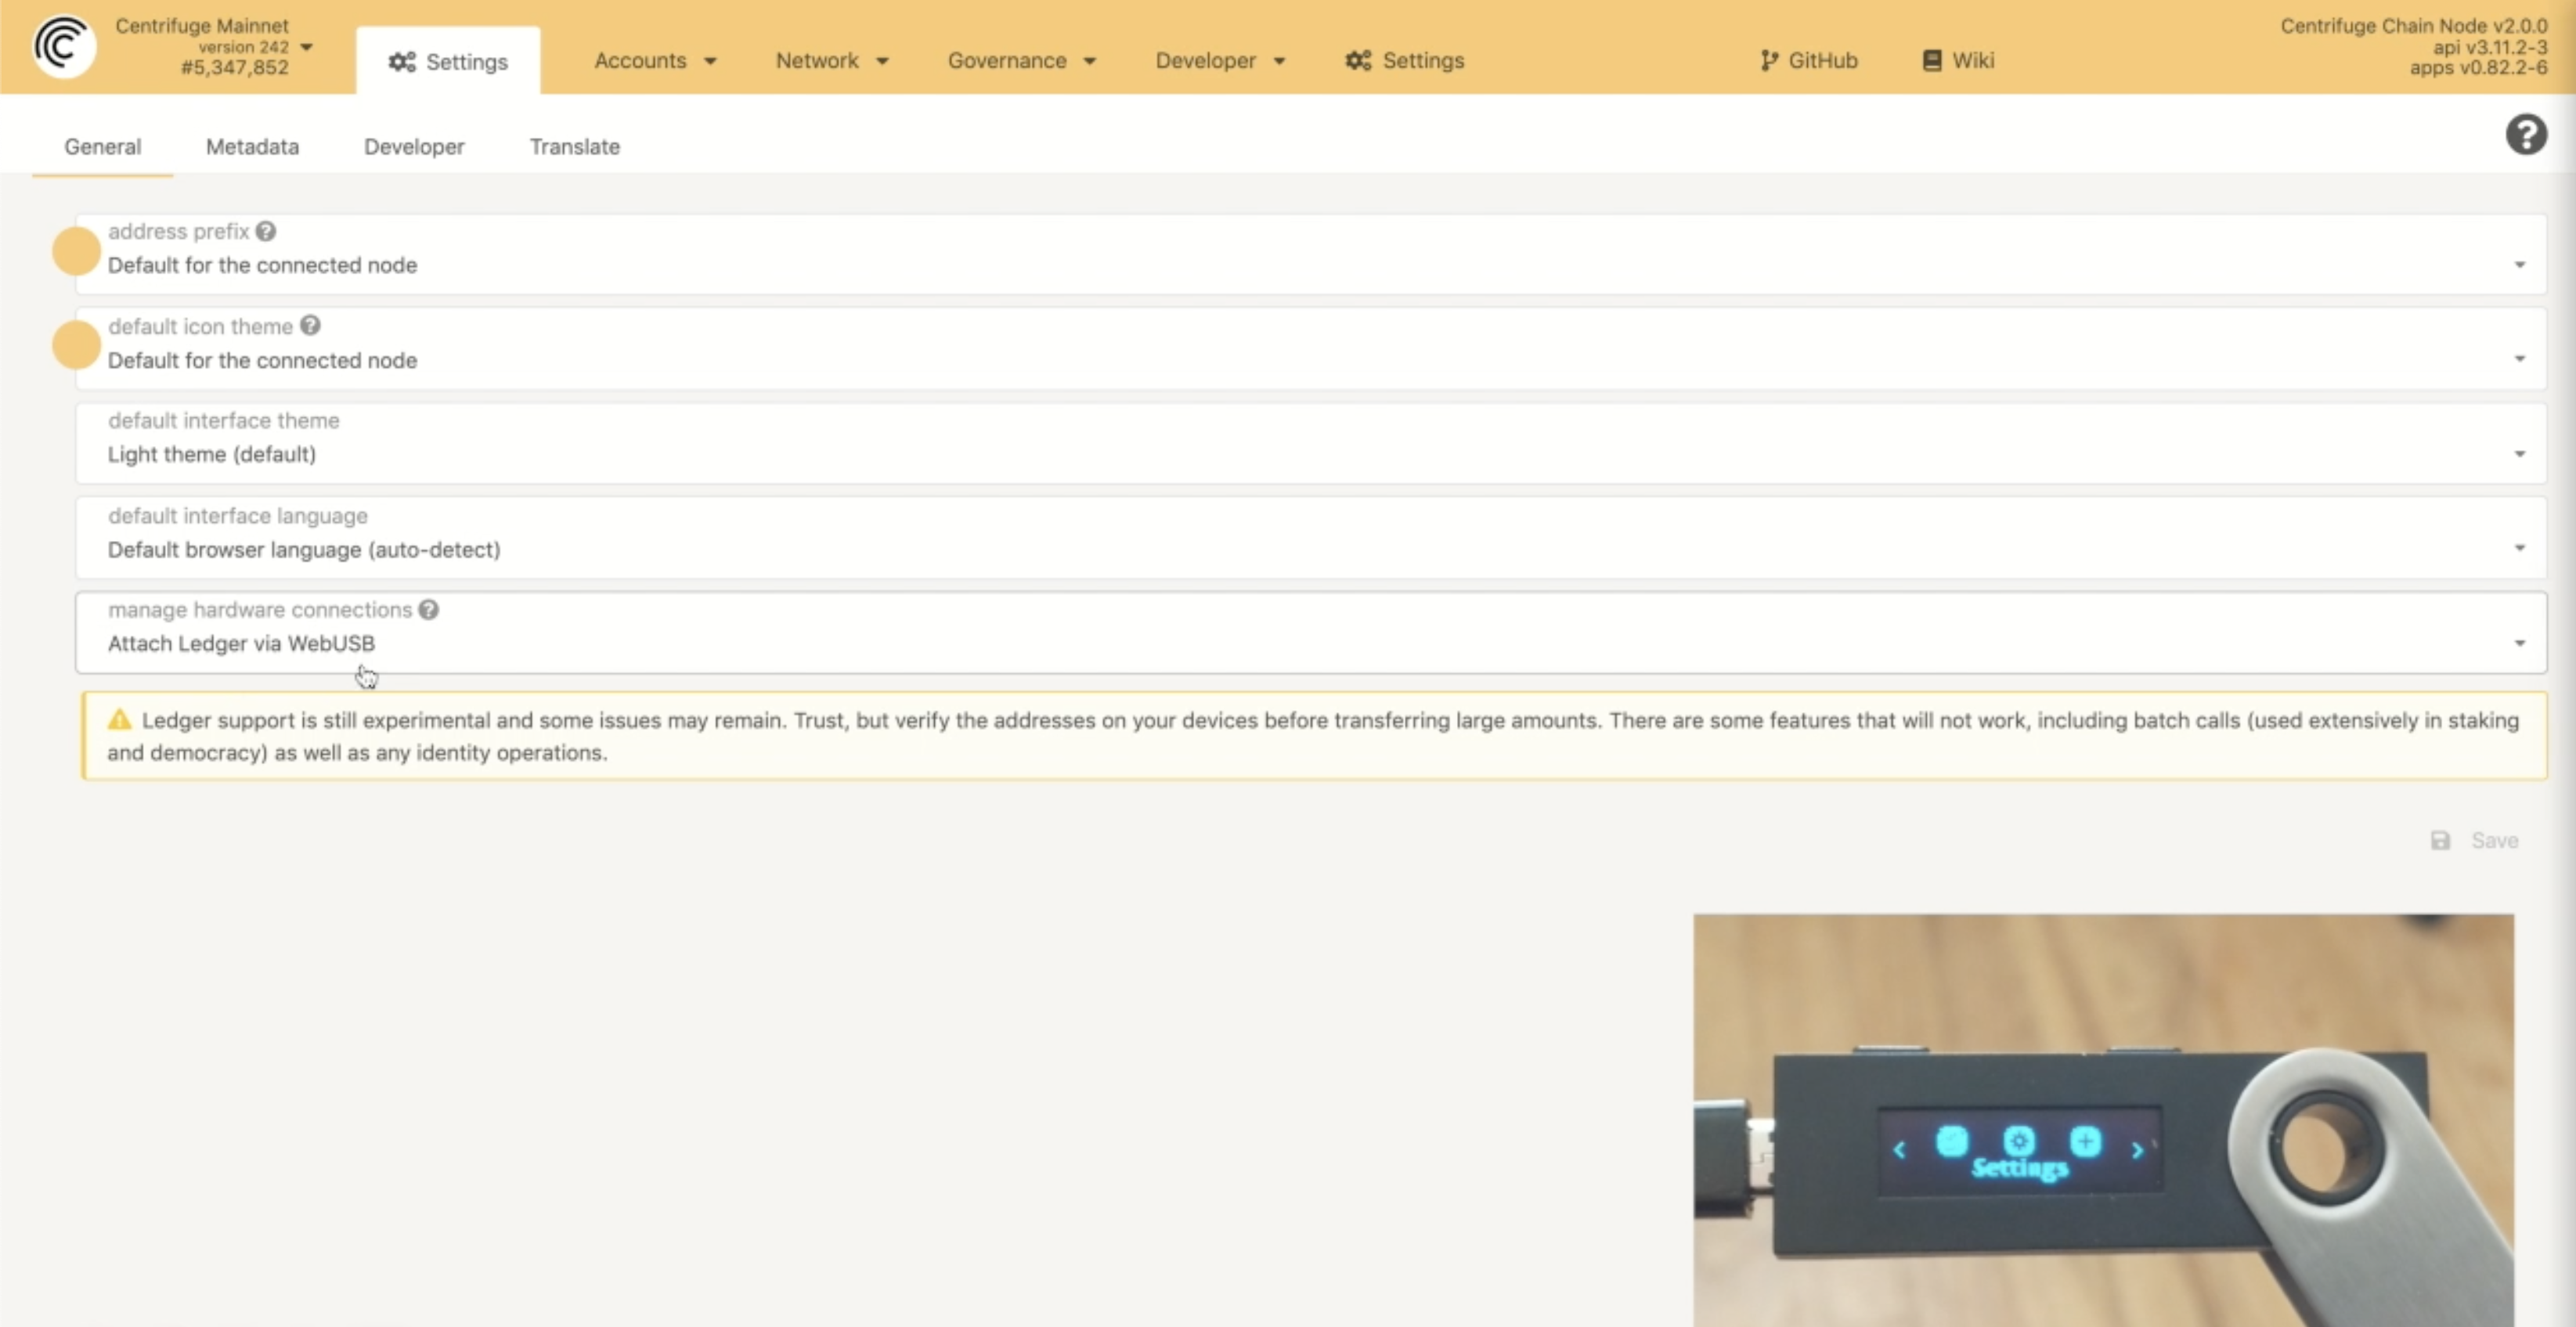 Centrifuge Mainnet
version 242
#5,347,852
Settings
Accounts
Network
Governance
Developer
Settings
GitHub
Wiki
Centrifuge Chain Node v2.0.0
api v3.11.2-3
apps v0.82.2-6
General
Metadata
Developer
Translate
address prefix
Default for the connected node
default icon theme
Default for the connected node
default interface theme
Light theme (default)
default interface language
Default browser language (auto-detect)
manage hardware connections
Attach Ledger via WebUSB
Ledger support is still experimental and some issues may remain. Trust, but verify the addresses on your devices before transferring large amounts. There are some features that will not work, including batch calls (used extensively in staking
and democracy) as well as any identity operations.
Save
Settings